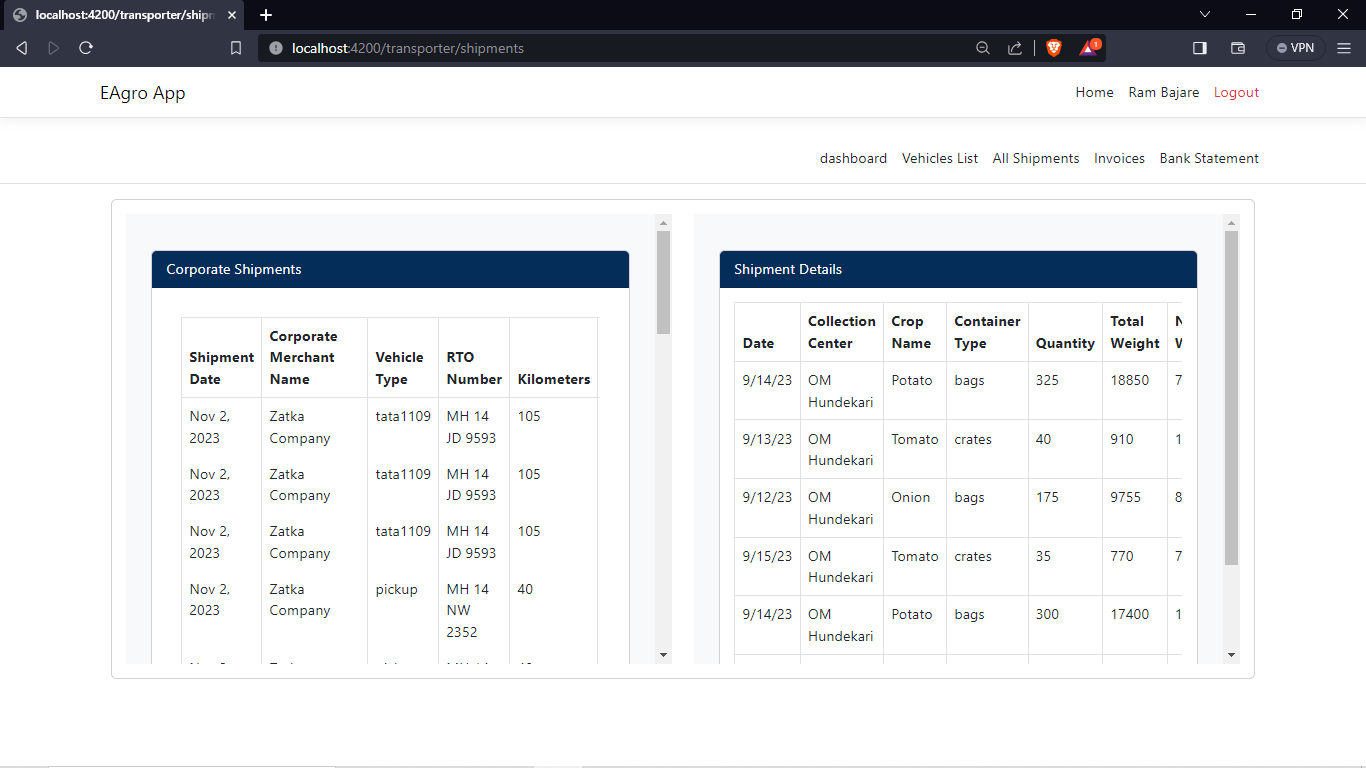 localhost:4200/transporter/shipm
localhost:4200/transporter/shipments
1
VPN
EAgro App
Home Ram Bajare Logout
dashboard Vehicles List All Shipments Invoices Bank Statement
Corporate Shipments
Shipment Date Corporate Merchant Name Vehicle Type RTO Number Kilometers
Nov 2, 2023 Zatka Company tata1109 MH 14 JD 9593 105
Nov 2, 2023 Zatka Company tata1109 MH 14 JD 9593 105
Nov 2, 2023 Zatka Company tata1109 MH 14 JD 9593 105
Nov 2, 2023 Zatka Company pickup MH 14 NW 2352 40
Shipment Details
Date Collection Center Crop Name Container Type Quantity Total Weight
9/14/23 OM Hundekari Potato bags 325 18850 7
9/13/23 OM Hundekari Tomato crates 40 910 1
9/12/23 OM Hundekari Onion bags 175 9755 8
9/15/23 OM Hundekari Tomato crates 35 770 7
9/14/23 OM Hundekari Potato bags 300 17400 1